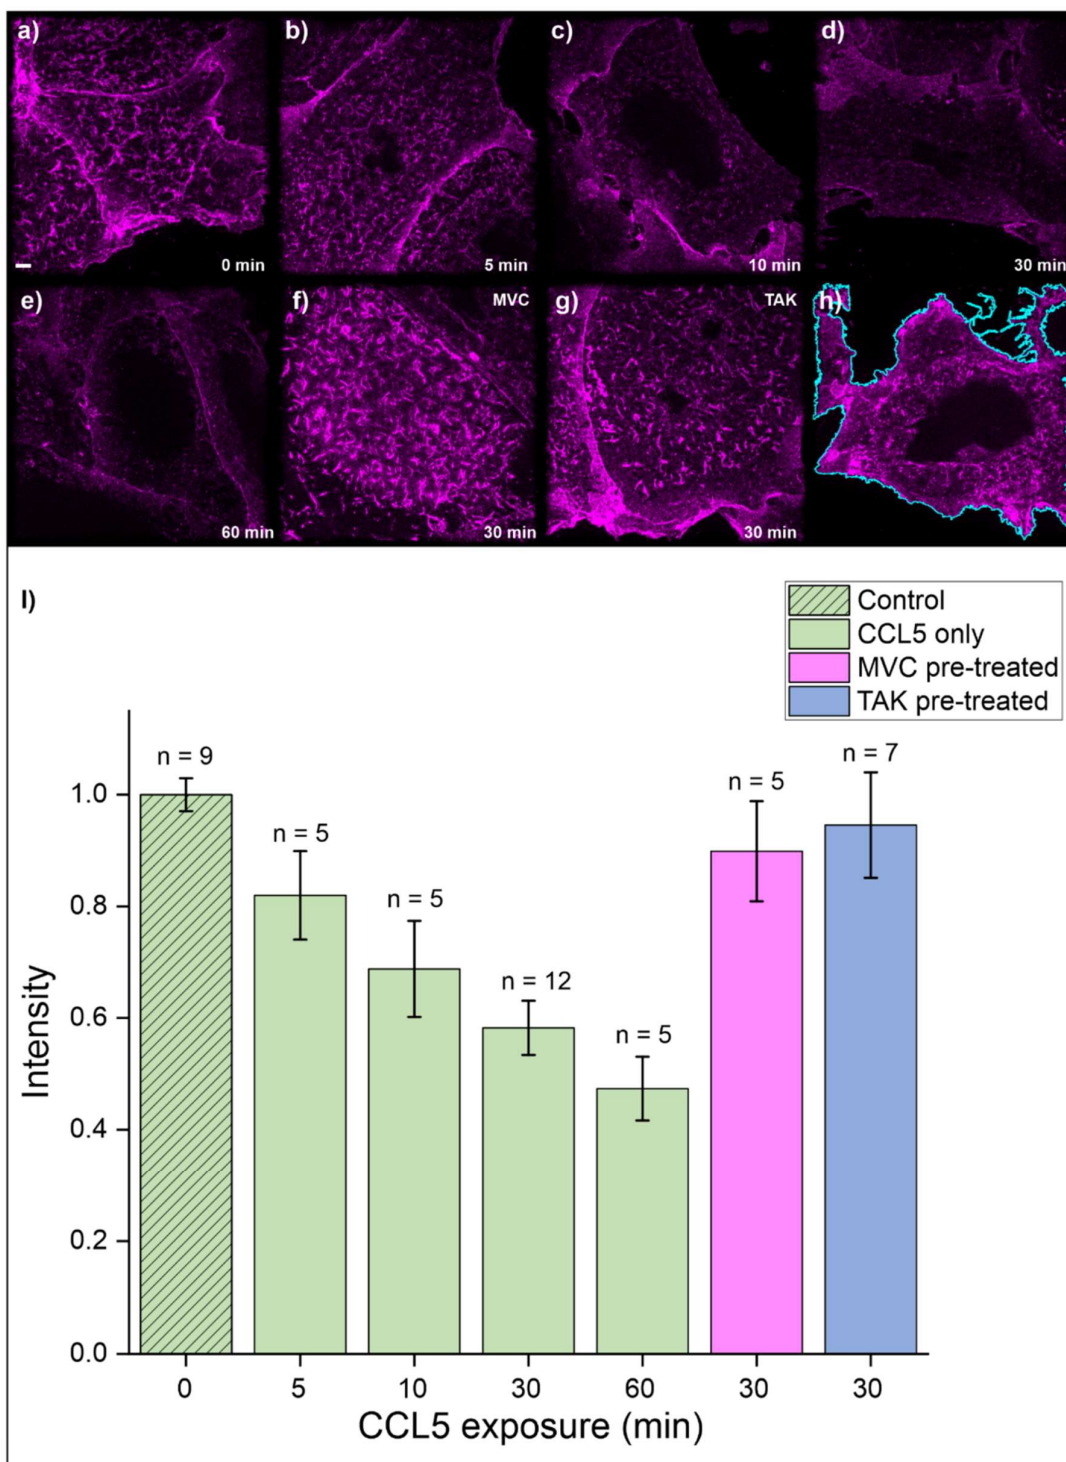 a)
b)
c)
d)
0 min
5 min
10 min
30 min
e)
f)
MVC
g)
TAK
h)
60 min
30 min
30 min
I)
Control
CCL5 only
MVC pre-treated
TAK pre-treated
n = 9
n = 5
n = 5
n = 12
n = 5
n = 5
n = 7
Intensity
1.0
0.8
0.6
0.4
0.2
0.0
0 5 10 30 60 30 30
CCL5 exposure (min)